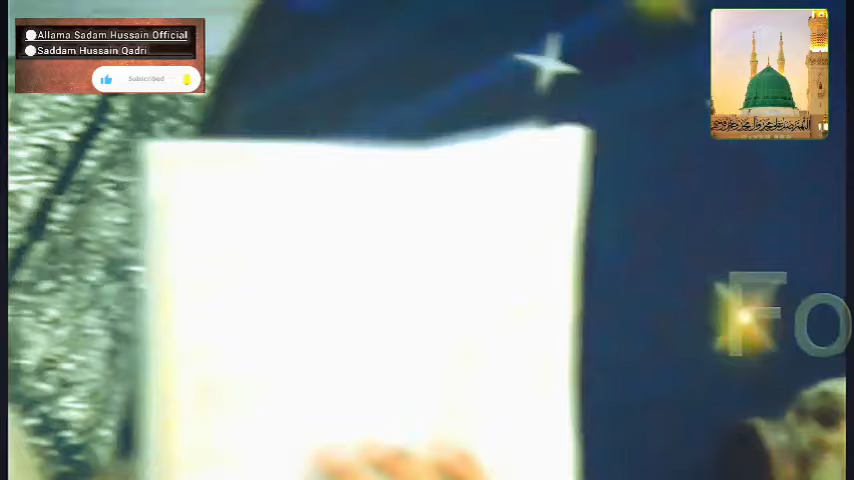 Allama Sadam Hussain Official
Saddam Hussain Qadri
Subscribed
Fo